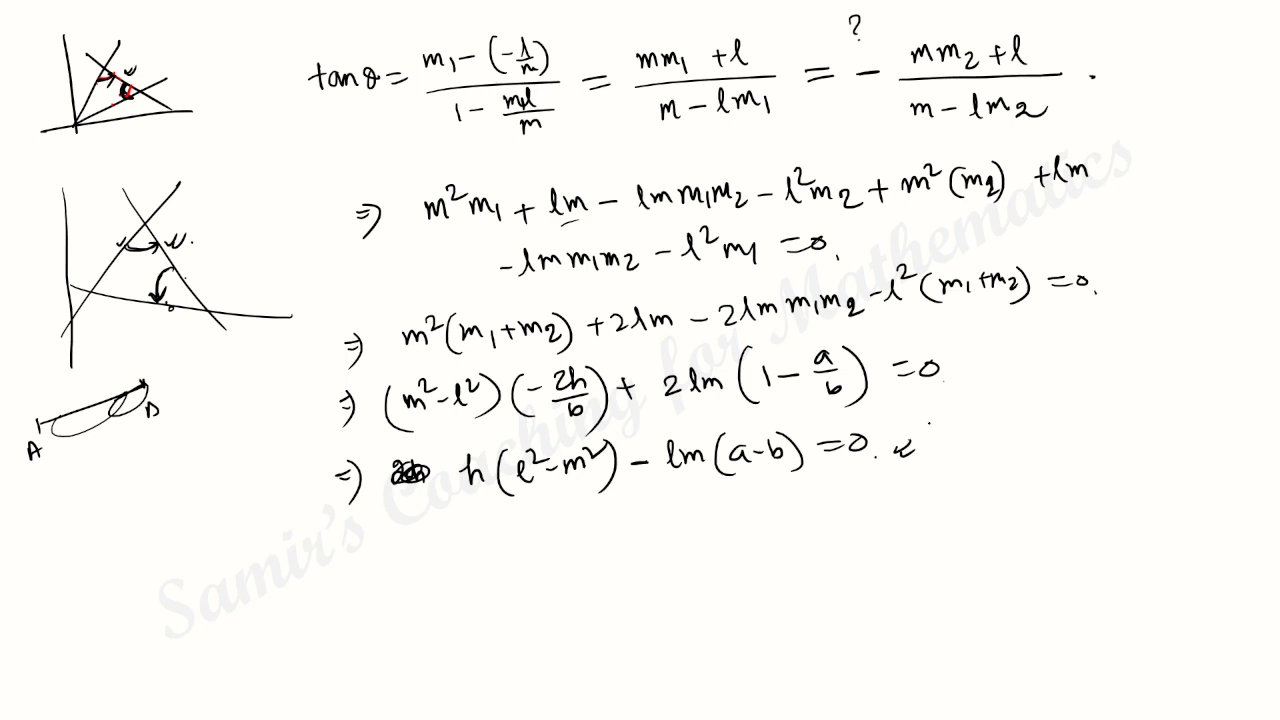 ?
tanθ = (m₁ − (−l/m)) / (1 − m₁l/m) = (mm₁ + l) / (m − lm₁) = − (mm₂ + l) / (m − lm₂) .
⇒ m²m₁ + lm − lmm₁m₂ − l²m₂ + m²(m₂) + lm
− lmm₁m₂ − l²m₁ = 0.
⇒ m²(m₁+m₂) + 2lm − 2lmm₁m₂ − l²(m₁+m₂) = 0.
⇒ (m² − l²)(− 2h/b) + 2lm(1 − a/b) = 0
⇒ h(l² − m²) − lm(a−b) = 0.
A
Samir's Coaching for Mathematics